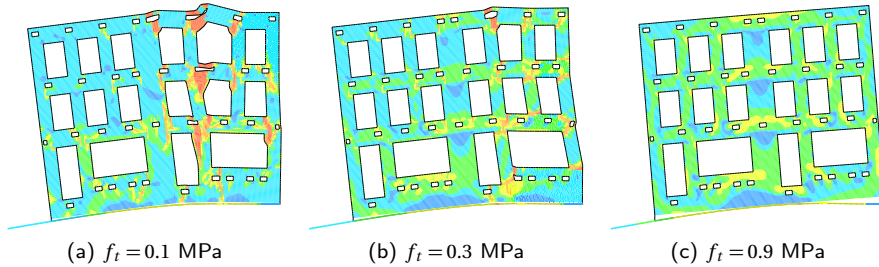 (a) f_t = 0.1 MPa
(b) f_t = 0.3 MPa
(c) f_t = 0.9 MPa